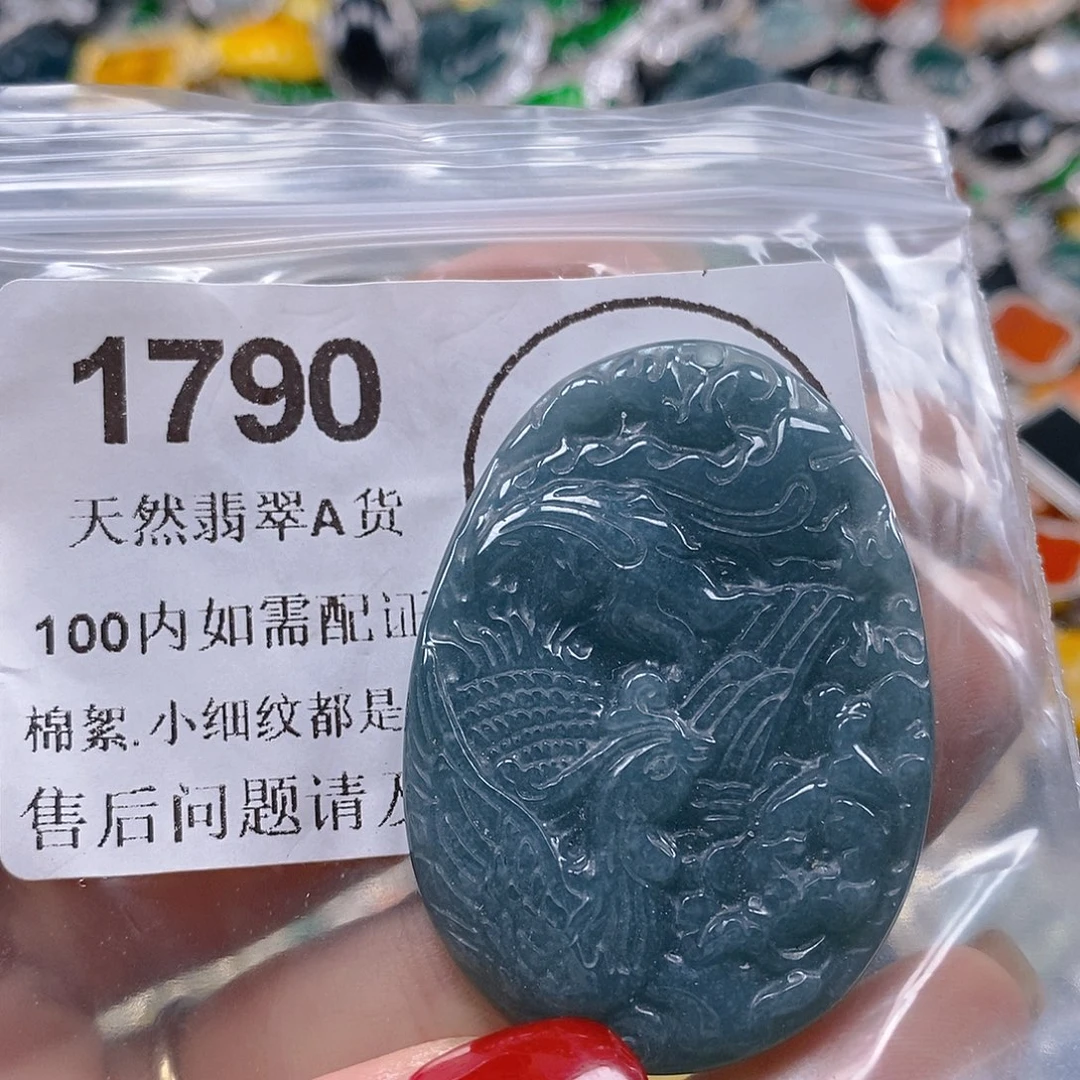 1790
天然翡翠A货
100内如需配证
棉絮.小细纹都是
售后问题请